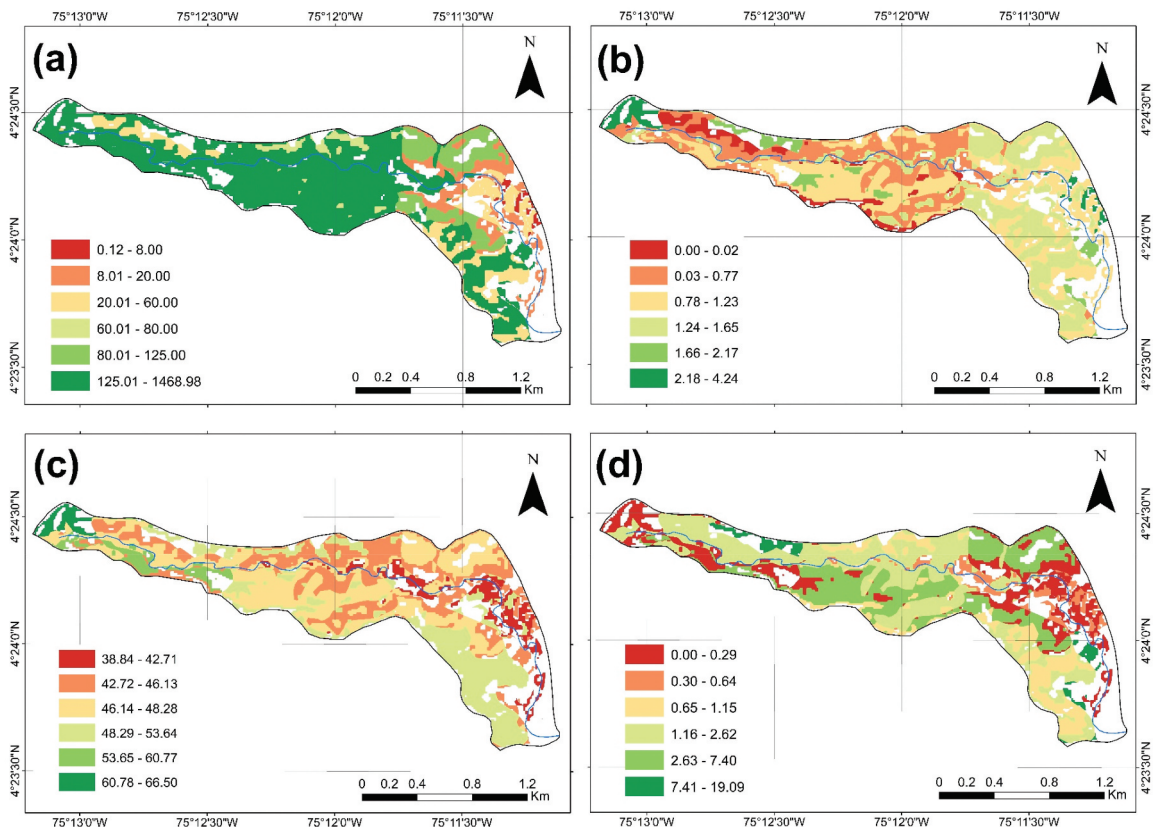 75°13'0"W 75°12'30"W 75°12'0"W 75°11'30"W
(a)
N
4°24'30"N
4°24'0"N
4°23'30"N
0.12 - 8.00
8.01 - 20.00
20.01 - 60.00
60.01 - 80.00
80.01 - 125.00
125.01 - 1468.98
0 0.2 0.4 0.8 1.2
Km
75°13'0"W 75°12'30"W 75°12'0"W 75°11'30"W
(b)
N
4°24'30"N
4°24'0"N
4°23'30"N
0.00 - 0.02
0.03 - 0.77
0.78 - 1.23
1.24 - 1.65
1.66 - 2.17
2.18 - 4.24
0 0.2 0.4 0.8 1.2
Km
(c)
N
4°24'30"N
4°24'0"N
4°23'30"N
38.84 - 42.71
42.72 - 46.13
46.14 - 48.28
48.29 - 53.64
53.65 - 60.77
60.78 - 66.50
0 0.2 0.4 0.8 1.2
Km
75°13'0"W 75°12'30"W 75°12'0"W 75°11'30"W
(d)
N
4°24'30"N
4°24'0"N
4°23'30"N
0.00 - 0.29
0.30 - 0.64
0.65 - 1.15
1.16 - 2.62
2.63 - 7.40
7.41 - 19.09
0 0.2 0.4 0.8 1.2
Km
75°13'0"W 75°12'30"W 75°12'0"W 75°11'30"W